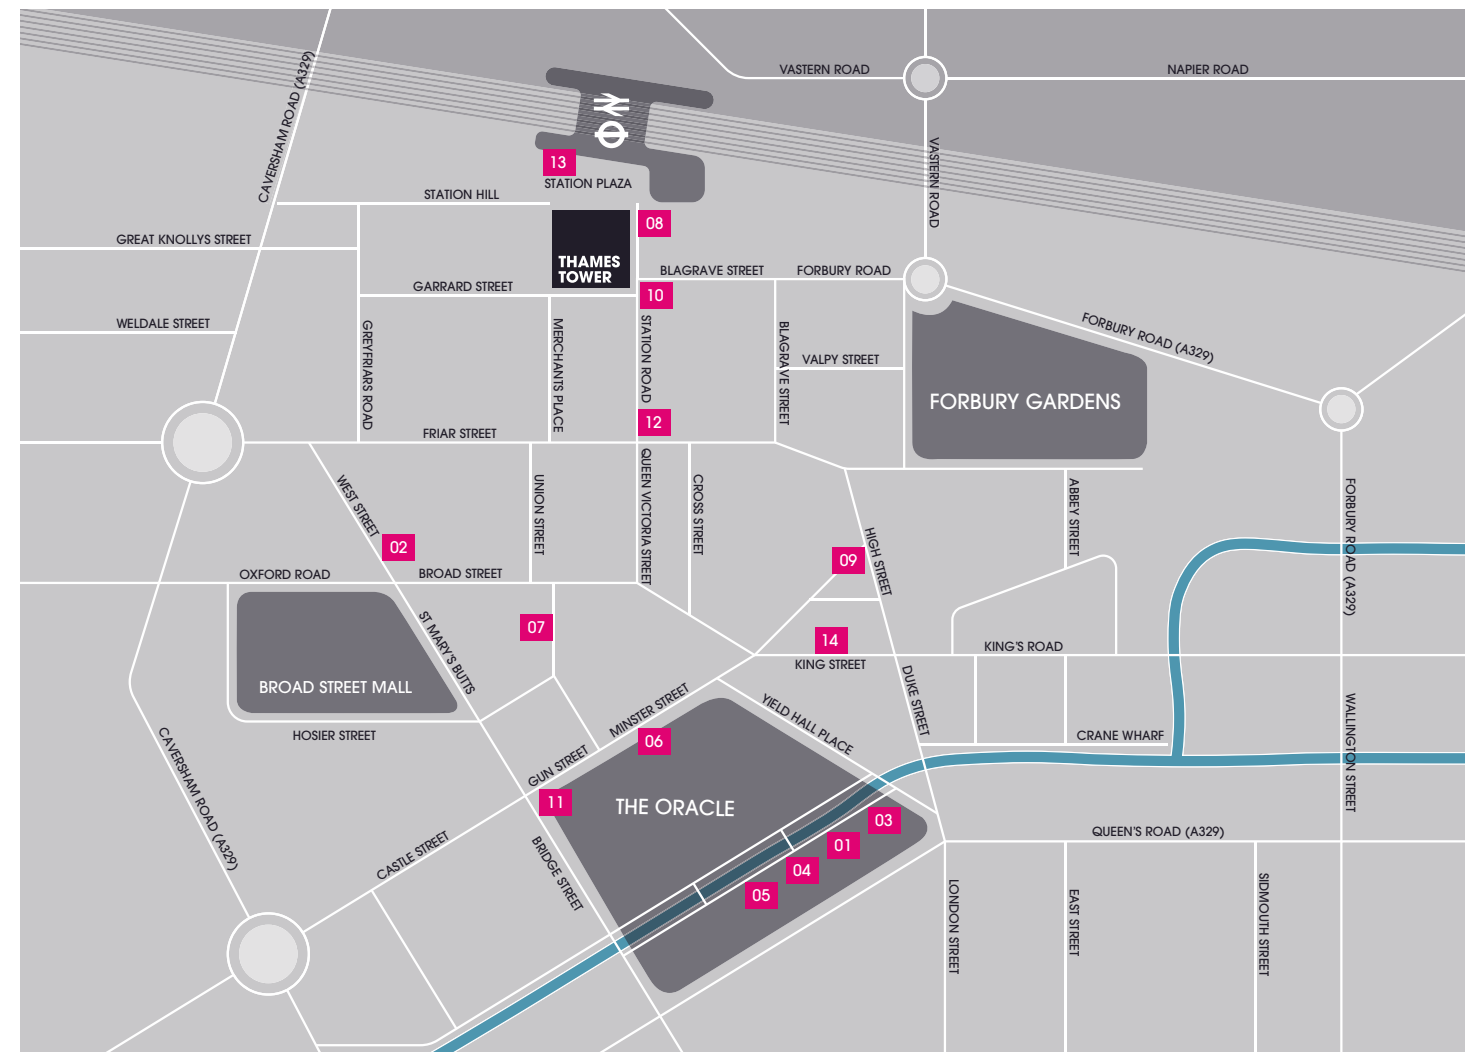 VASTERN ROAD
NAPIER ROAD
CAVERSHAM ROAD (A329)
VASTERN ROAD
13
STATION PLAZA
STATION HILL
08
GREAT KNOLLYS STREET
THAMES
TOWER
BLAGRAVE STREET
FORBURY ROAD
GARRARD STREET
10
WELDALE STREET
GREYFRIARS ROAD
MERCHANTS PLACE
STATION ROAD
BLAGRAVE STREET
VALPY STREET
FORBURY ROAD (A329)
FORBURY GARDENS
12
FRIAR STREET
WEST STREET
UNION STREET
QUEEN VICTORIA STREET
CROSS STREET
HIGH STREET
ABBEY STREET
FORBURY ROAD (A329)
02
09
OXFORD ROAD
BROAD STREET
07
14
KING STREET
KING'S ROAD
ST MARY'S BUTTS
BROAD STREET MALL
DUKE STREET
MINSTER STREET
YIELD HALL PLACE
WALLINGTON STREET
HOSIER STREET
CRANE WHARF
06
CAVERSHAM ROAD (A329)
GUN STREET
11
THE ORACLE
03
QUEEN'S ROAD (A329)
01
CASTLE STREET
BRIDGE STREET
04
05
LONDON STREET
EAST STREET
SIDMOUTH STREET